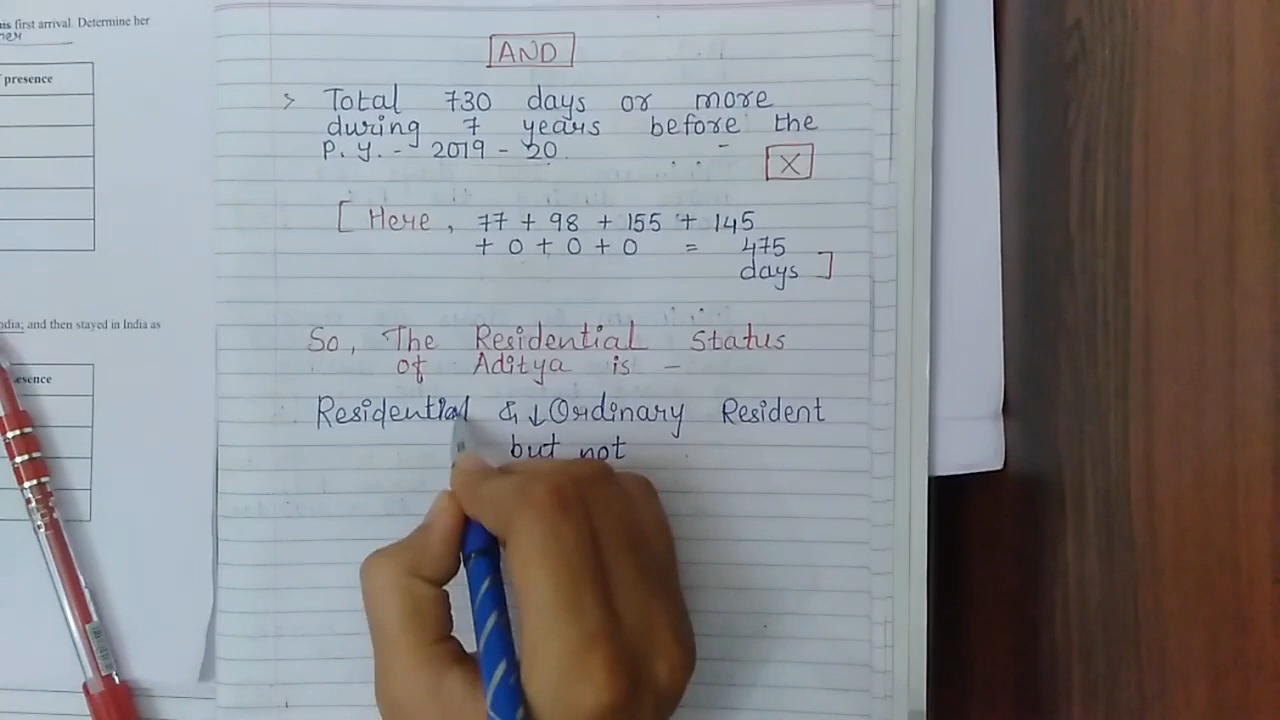 his first arrival. Determine her
her
presence
ndia; and then stayed in India as
esence
AND
> Total 730 days or more
during 7 years before the
P.Y. - 2019 - 20
X
[ Here, 77 + 98 + 155 + 145
+ 0 + 0 + 0 = 475
days ]
So, The Residential Status
of Aditya is -
Residential & ↓ Ordinary Resident
but not